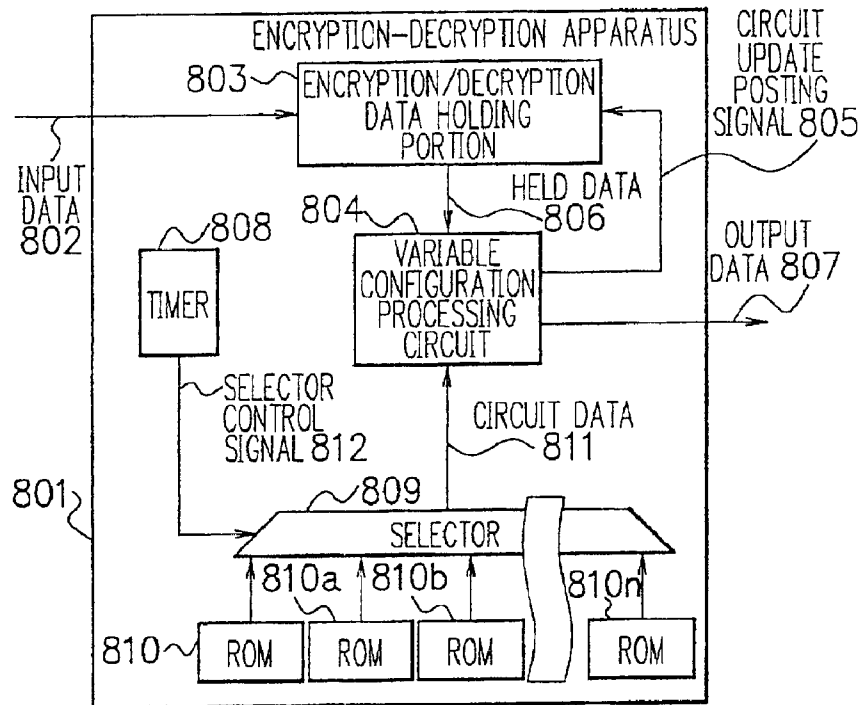 ENCRYPTION-DECRYPTION APPARATUS
CIRCUIT
UPDATE
POSTING
SIGNAL 805
803
ENCRYPTION/DECRYPTION
DATA HOLDING
PORTION
INPUT
DATA
802
HELD DATA
806
804
808
VARIABLE
CONFIGURATION
PROCESSING
CIRCUIT
OUTPUT
DATA 807
TIMER
SELECTOR
CONTROL
SIGNAL 812
CIRCUIT DATA
811
801
809
SELECTOR
810a
810b
810n
810
ROM
ROM
ROM
ROM